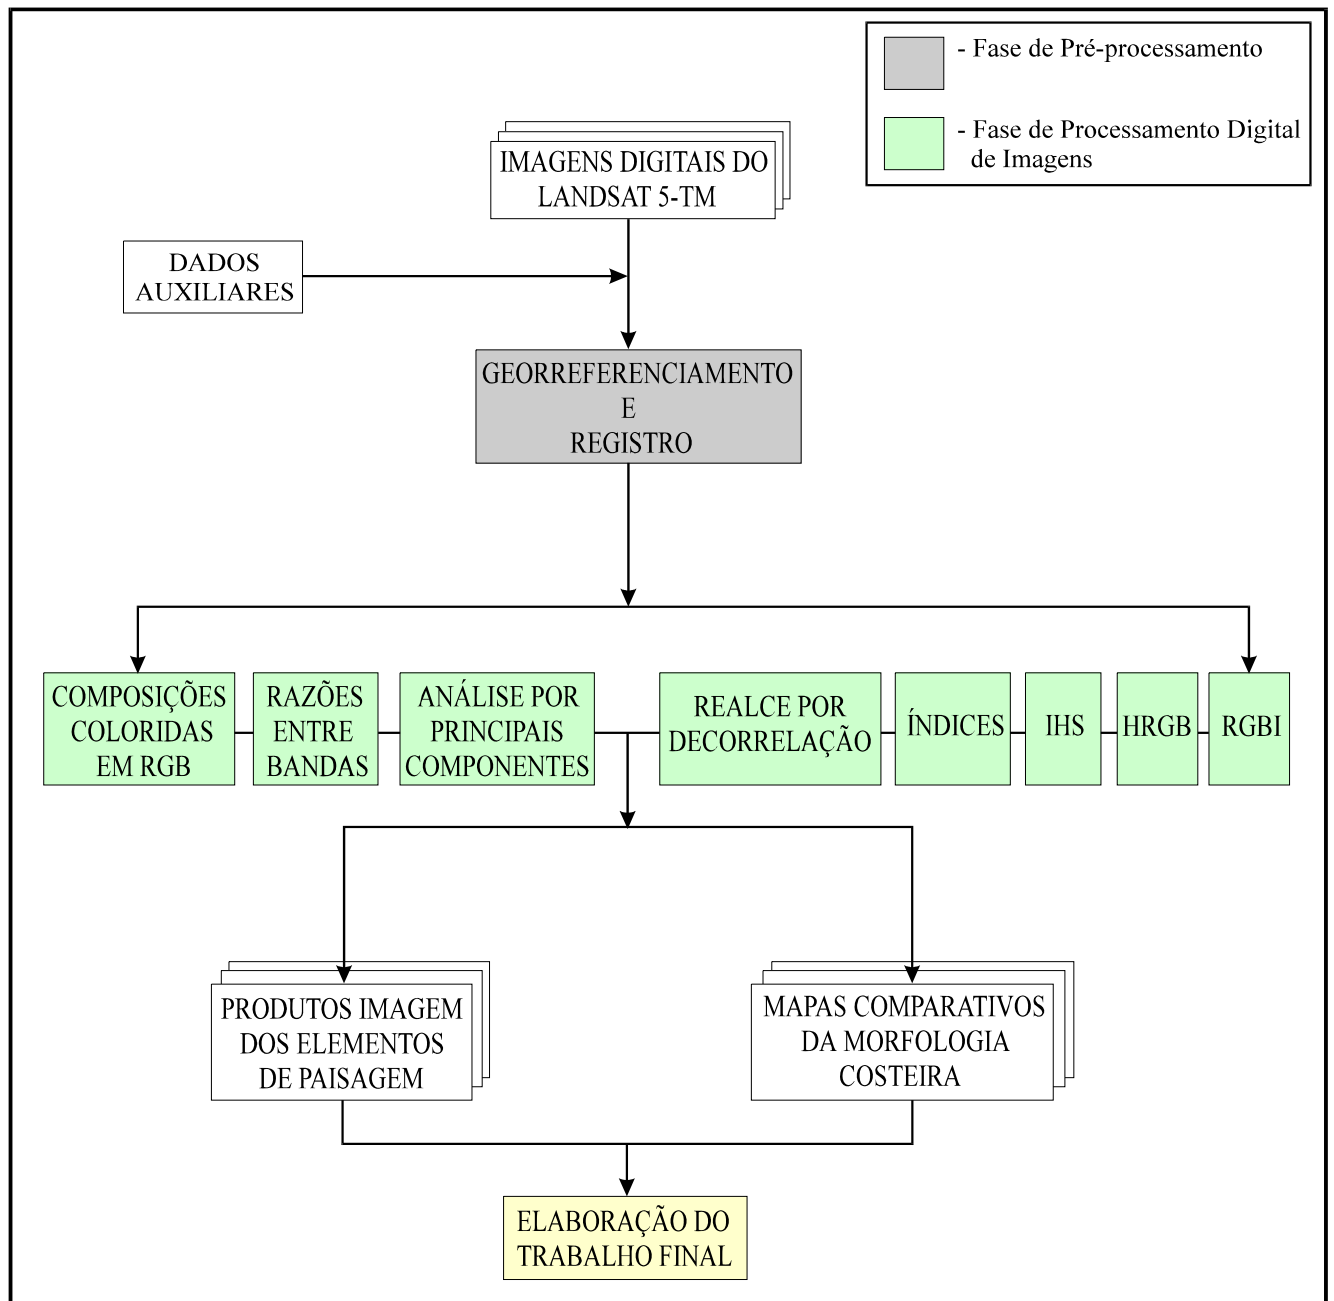 - Fase de Pré-processamento
- Fase de Processamento Digital
de Imagens
IMAGENS DIGITAIS DO
LANDSAT 5-TM
DADOS
AUXILIARES
GEORREFERENCIAMENTO
E
REGISTRO
COMPOSIÇÕES
COLORIDAS
EM RGB
RAZÕES
ENTRE
BANDAS
ANÁLISE POR
PRINCIPAIS
COMPONENTES
REALCE POR
DECORRELAÇÃO
ÍNDICES
IHS
HRGB
RGBI
PRODUTOS IMAGEM
DOS ELEMENTOS
DE PAISAGEM
MAPAS COMPARATIVOS
DA MORFOLOGIA
COSTEIRA
ELABORAÇÃO DO
TRABALHO FINAL